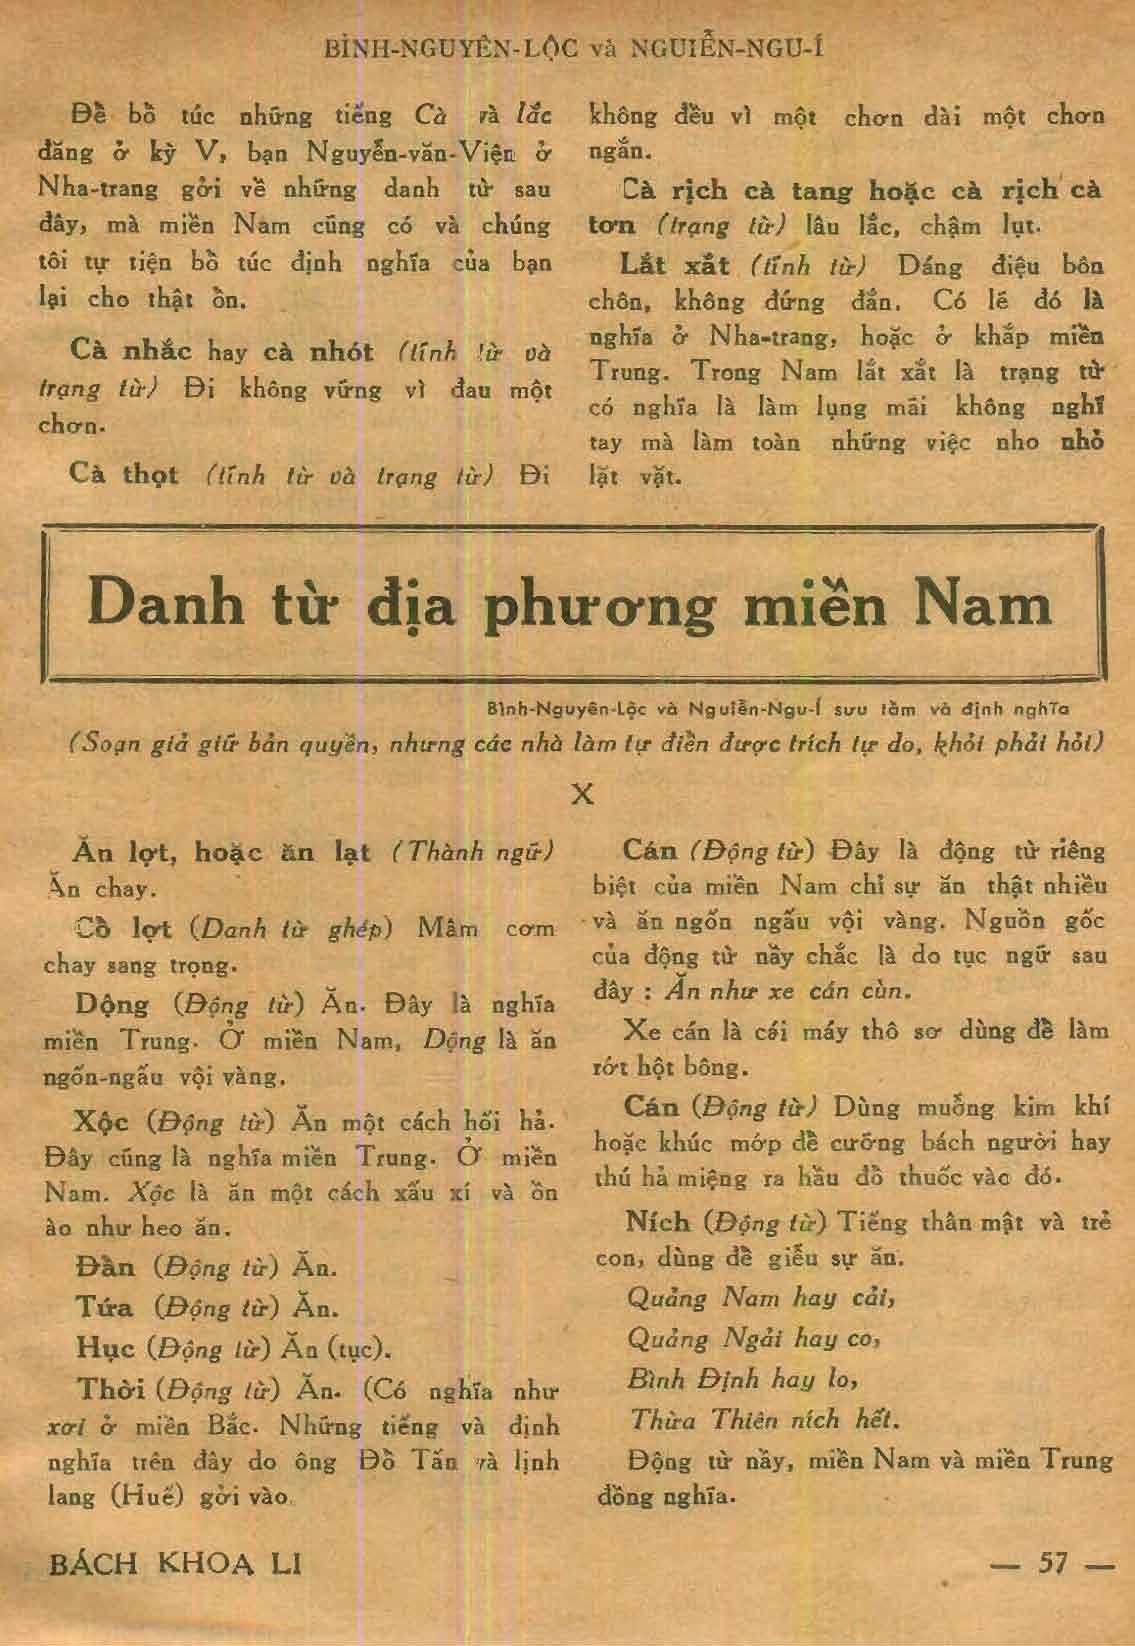 BÌNH-NGUYÊN-LỘC và NGUIỄN-NGU-Í
Để bổ túc những tiếng Cà và lắc
đăng ở kỳ V, bạn Nguyễn-văn-Viện ở
Nha-trang gởi về những danh từ sau
đây, mà miền Nam cũng có và chúng
tôi tự tiện bổ túc định nghĩa của bạn
lại cho thật ổn.
Cà nhắc hay cà nhót (tính từ và
trạng từ) Đi không vững vì đau một
chơn.
Cà thọt (tính từ và trạng từ) Đi
không đều vì một chơn dài một chơn
ngắn.
Cà rịch cà tang hoặc cà rịch cà
tơn (trạng từ) lâu lắc, chậm lụt.
Lắt xắt (tính từ) Dáng điệu bôn
chôn, không đứng đắn. Có lẽ đó là
nghĩa ở Nha-trang, hoặc ở khắp miền
Trung. Trong Nam lắt xắt là trạng từ
có nghĩa là làm lụng mãi không nghĩ
tay mà làm toàn những việc nho nhỏ
lặt vặt.
Danh từ địa phương miền Nam
Bình-Nguyên-Lộc và Nguiễn-Ngu-Í sưu tầm và định nghĩa
(Soạn giả giữ bản quyền, nhưng các nhà làm tự điển được trích tự do, khỏi phải hỏi)
X
Ăn lợt, hoặc ăn lạt (Thành ngữ)
Ăn chay.
Cỗ lợt (Danh từ ghép) Mâm cơm
chay sang trọng.
Dộng (Động từ) Ăn. Đây là nghĩa
miền Trung. Ở miền Nam, Dộng là ăn
ngốn-ngấu vội vàng.
Xộc (Động từ) Ăn một cách hối hả.
Đây cũng là nghĩa miền Trung. Ở miền
Nam. Xộc là ăn một cách xấu xí và ồn
ào như heo ăn.
Đần (Động từ) Ăn.
Tứa (Động từ) Ăn.
Hục (Động từ) Ăn (tục).
Thời (Động từ) Ăn. (Có nghĩa như
xơi ở miền Bắc. Những tiếng và định
nghĩa trên đây do ông Đỗ Tấn và lịnh
lang (Huế) gởi vào.
Cán (Động từ) Đây là động từ riêng
biệt của miền Nam chỉ sự ăn thật nhiều
và ăn ngốn ngấu vội vàng. Nguồn gốc
của động từ nầy chắc là do tục ngữ sau
đây : Ăn như xe cán cùn.
Xe cán là cái máy thô sơ dùng để làm
rớt hột bông.
Cán (Động từ) Dùng muỗng kim khí
hoặc khúc mớp để cưỡng bách người hay
thú hả miệng ra hầu đổ thuốc vào đó.
Ních (Động từ) Tiếng thân mật và trẻ
con, dùng để giễu sự ăn.
Quảng Nam hay cải,
Quảng Ngãi hay co,
Bình Định hay lo,
Thừa Thiên ních hết.
Động từ nầy, miền Nam và miền Trung
đồng nghĩa.
BÁCH KHOA LI
— 57 —